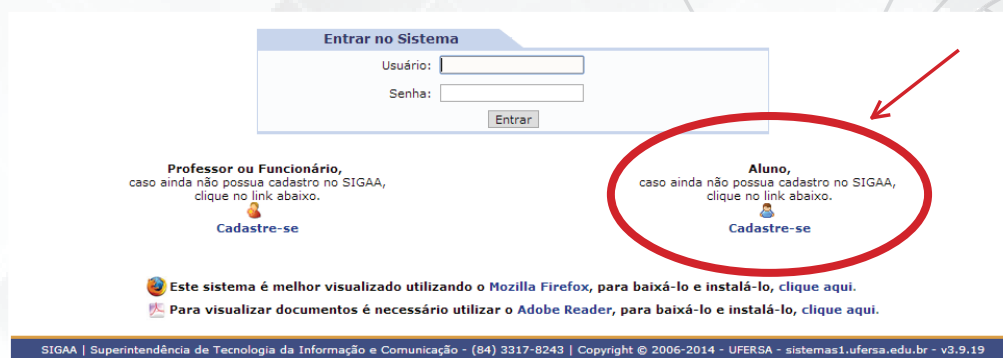 Entrar no Sistema
Usuário:
Senha:
Entrar
Professor ou Funcionário,
caso ainda não possua cadastro no SIGAA,
clique no link abaixo.
Cadastre-se
Aluno,
caso ainda não possua cadastro no SIGAA,
clique no link abaixo.
Cadastre-se
Este sistema é melhor visualizado utilizando o Mozilla Firefox, para baixá-lo e instalá-lo, clique aqui.
Para visualizar documentos é necessário utilizar o Adobe Reader, para baixá-lo e instalá-lo, clique aqui.
SIGAA | Superintendência de Tecnologia da Informação e Comunicação - (84) 3317-8243 | Copyright © 2006-2014 - UFERSA - sistemas1.ufersa.edu.br - v3.9.19